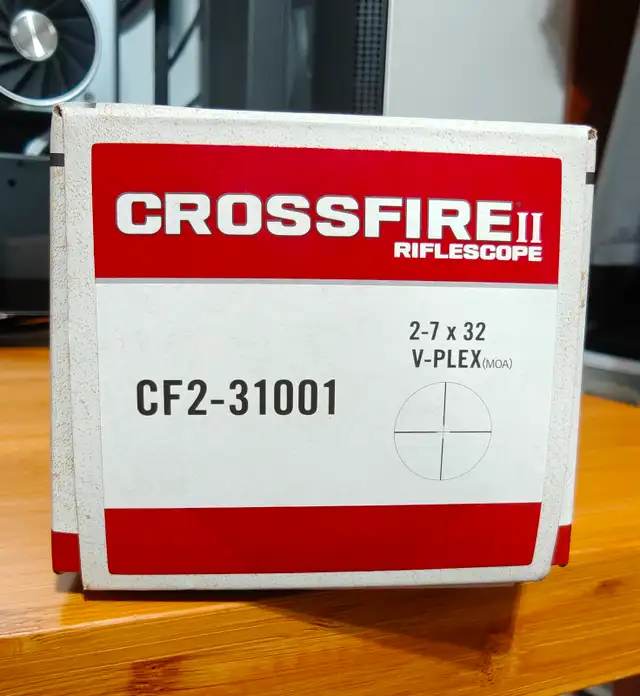 CROSSFIRE II
RIFLESCOPE
2-7 x 32
V-PLEX (MOA)
CF2-31001